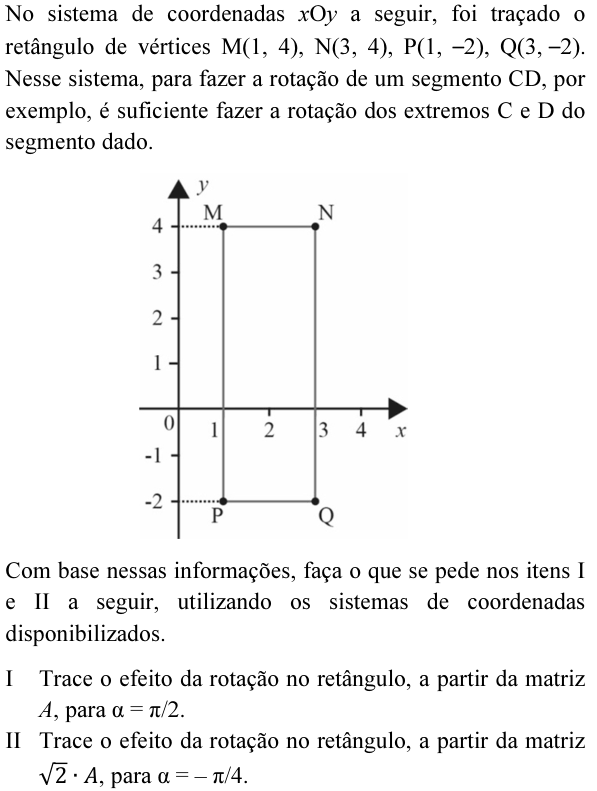 No sistema de coordenadas xOy a seguir, foi traçado o
retângulo de vértices M(1, 4), N(3, 4), P(1, −2), Q(3, −2).
Nesse sistema, para fazer a rotação de um segmento CD, por
exemplo, é suficiente fazer a rotação dos extremos C e D do
segmento dado.
y
M N
4
3
2
1
0 1 2 3 4 x
-1
-2
P Q
Com base nessas informações, faça o que se pede nos itens I
e II a seguir, utilizando os sistemas de coordenadas
disponibilizados.
I Trace o efeito da rotação no retângulo, a partir da matriz
A, para α = π/2.
II Trace o efeito da rotação no retângulo, a partir da matriz
√2 · A, para α = − π/4.